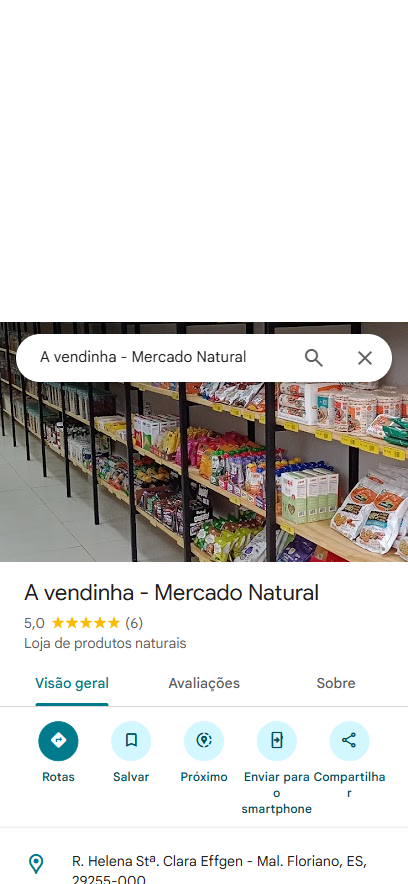 A vendinha - Mercado Natural
A vendinha - Mercado Natural
5,0 (6)
Loja de produtos naturais
Visão geral Avaliações Sobre
Rotas Salvar Próximo Enviar para o smartphone Compartilhar
R. Helena Stª. Clara Effgen - Mal. Floriano, ES,
29255-000